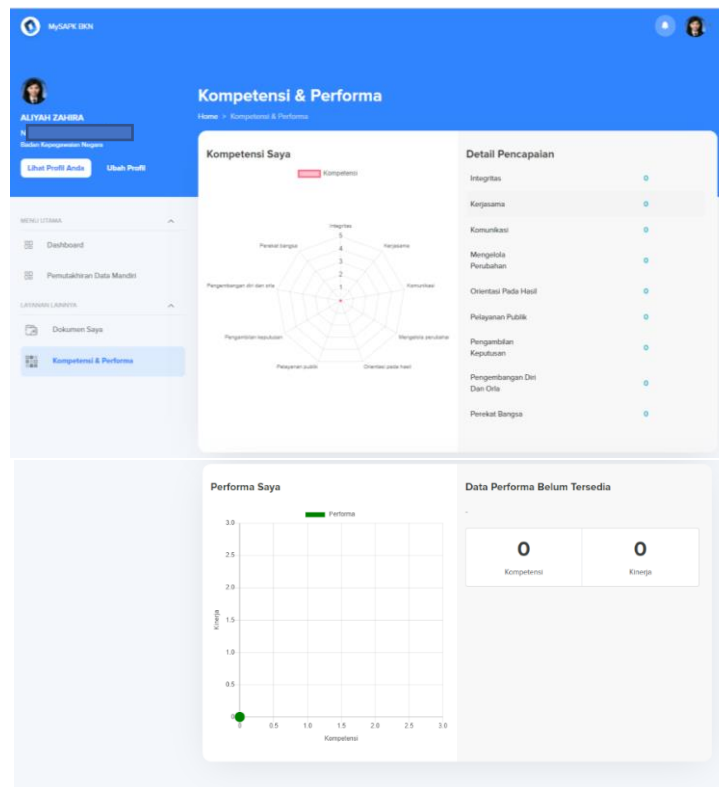 MySAPK BKN
ALIYAH ZAHIRA
N
Badan Kepegawaian Negara
Lihat Profil Anda
Ubah Profil
MENU UTAMA
Dashboard
Pemutakhiran Data Mandiri
LAYANAN LAINNYA
Dokumen Saya
Kompetensi & Performa
Kompetensi & Performa
Home > Kompetensi & Performa
Kompetensi Saya
Kompetensi
Integritas
5
4
3
2
1
Kerjasama
Komunikasi
Mengelola perubahan
Orientasi pada hasil
Pelayanan publik
Pengambilan keputusan
Pengembangan diri dan orla
Perekat bangsa
Detail Pencapaian
Integritas 0
Kerjasama 0
Komunikasi 0
Mengelola
Perubahan 0
Orientasi Pada Hasil 0
Pelayanan Publik 0
Pengambilan
Keputusan 0
Pengembangan Diri
Dan Orla 0
Perekat Bangsa 0
Performa Saya
Performa
3.0
2.5
2.0
1.5
1.0
0.5
0
Kinerja
0 0.5 1.0 1.5 2.0 2.5 3.0
Kompetensi
Data Performa Belum Tersedia
-
0 0
Kompetensi Kinerja